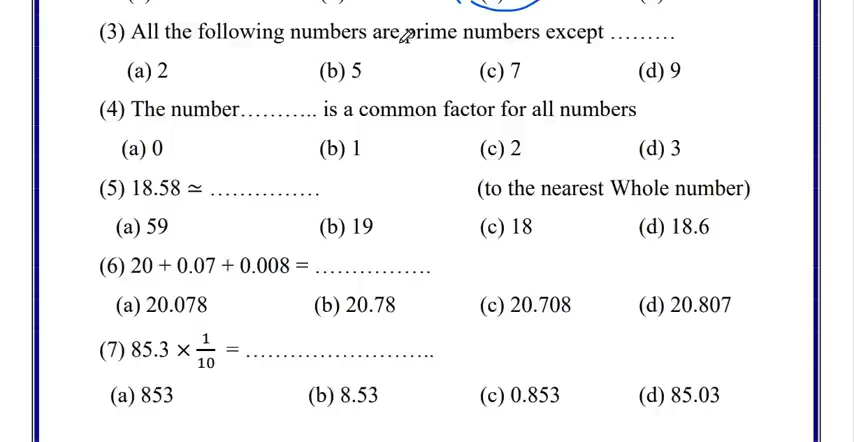 (3) All the following numbers are prime numbers except ………
(a) 2 (b) 5 (c) 7 (d) 9
(4) The number……….. is a common factor for all numbers
(a) 0 (b) 1 (c) 2 (d) 3
(5) 18.58 ≃ …………… (to the nearest Whole number)
(a) 59 (b) 19 (c) 18 (d) 18.6
(6) 20 + 0.07 + 0.008 = …………….
(a) 20.078 (b) 20.78 (c) 20.708 (d) 20.807
(7) 85.3 × 1/10 = ……………………..
(a) 853 (b) 8.53 (c) 0.853 (d) 85.03